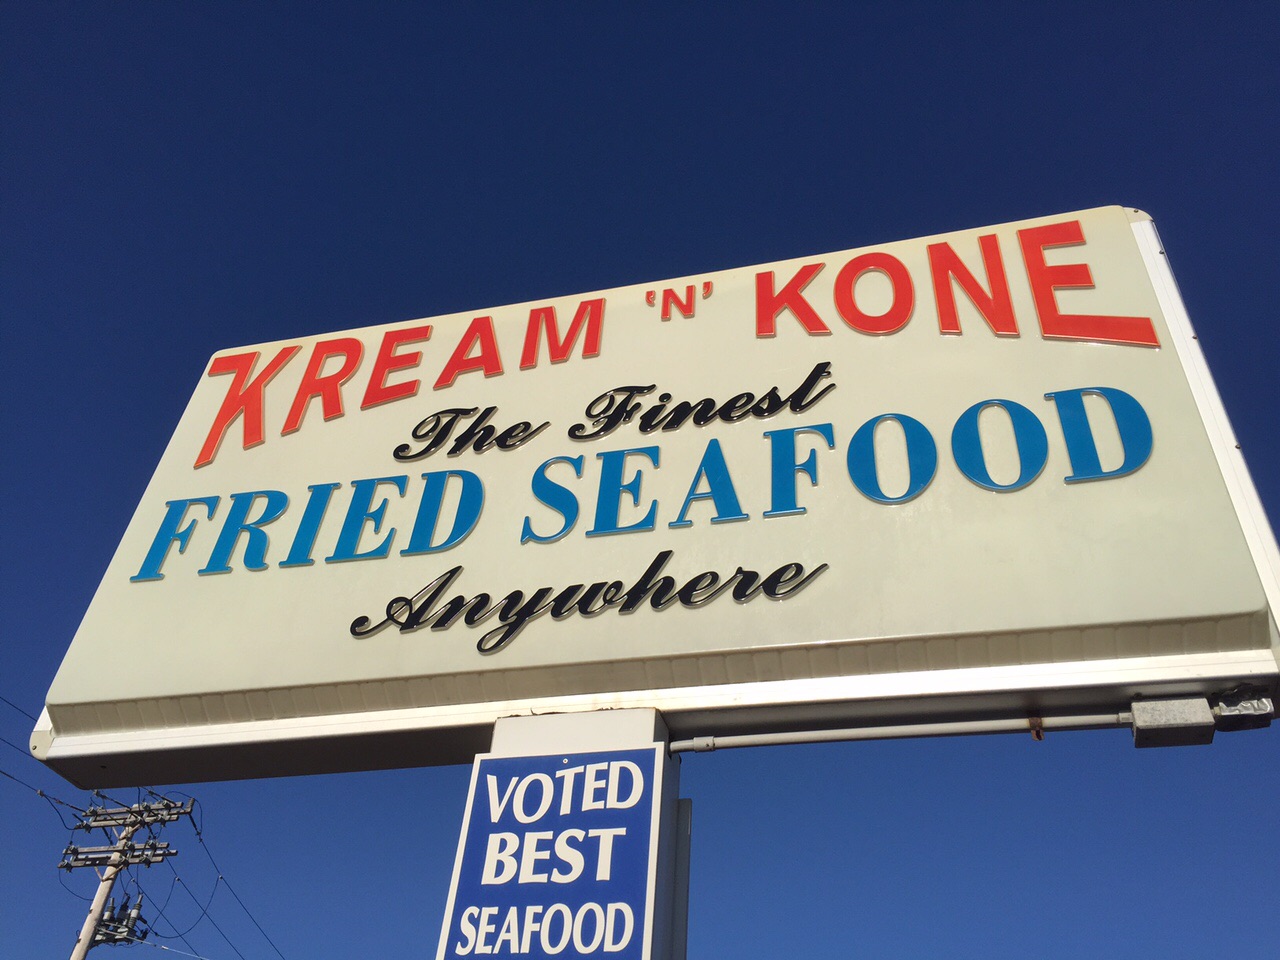 KREAM 'N' KONE
The Finest
FRIED SEAFOOD
Anywhere
VOTED
BEST
SEAFOOD